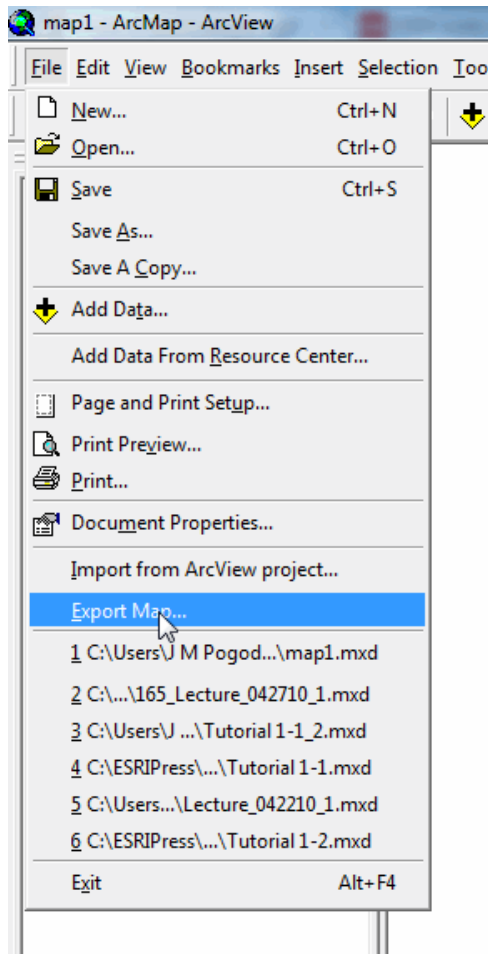 map1 - ArcMap - ArcView
File Edit View Bookmarks Insert Selection Too
New... Ctrl+N
Open... Ctrl+O
Save Ctrl+S
Save As...
Save A Copy...
Add Data...
Add Data From Resource Center...
Page and Print Setup...
Print Preview...
Print...
Document Properties...
Import from ArcView project...
Export Map...
1 C:\Users\J M Pogod...\map1.mxd
2 C:\...\165_Lecture_042710_1.mxd
3 C:\Users\J ...\Tutorial 1-1_2.mxd
4 C:\ESRIPress\...\Tutorial 1-1.mxd
5 C:\Users...\Lecture_042210_1.mxd
6 C:\ESRIPress\...\Tutorial 1-2.mxd
Exit Alt+F4